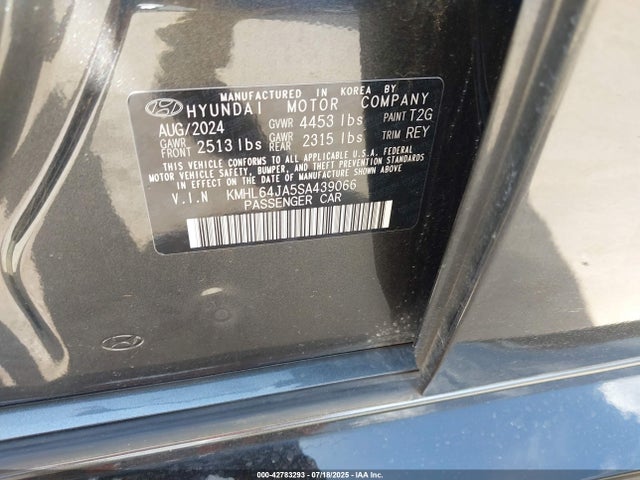 MANUFACTURED IN KOREA BY
HYUNDAI MOTOR COMPANY
AUG/2024 GVWR 4453 lbs PAINT T2G
GAWR FRONT 2513 lbs GAWR REAR 2315 lbs TRIM REY
THIS VEHICLE CONFORMS TO ALL APPLICABLE U.S.A. FEDERAL
MOTOR VEHICLE SAFETY, BUMPER, AND THEFT PREVENTION STANDARDS
IN EFFECT ON THE DATE OF MANUFACTURE SHOWN ABOVE
V.I.N KMHL64JA5SA439066
PASSENGER CAR
000-42783293 - 07/18/2025 - IAA Inc.